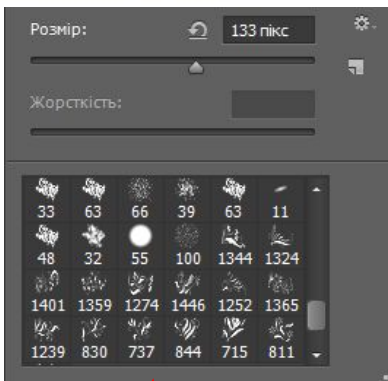 Розмір: 133 пікс
Жорсткість:
33 63 66 39 63 11
48 32 55 100 1344 1324
1401 1359 1274 1446 1252 1365
1239 830 737 844 715 811